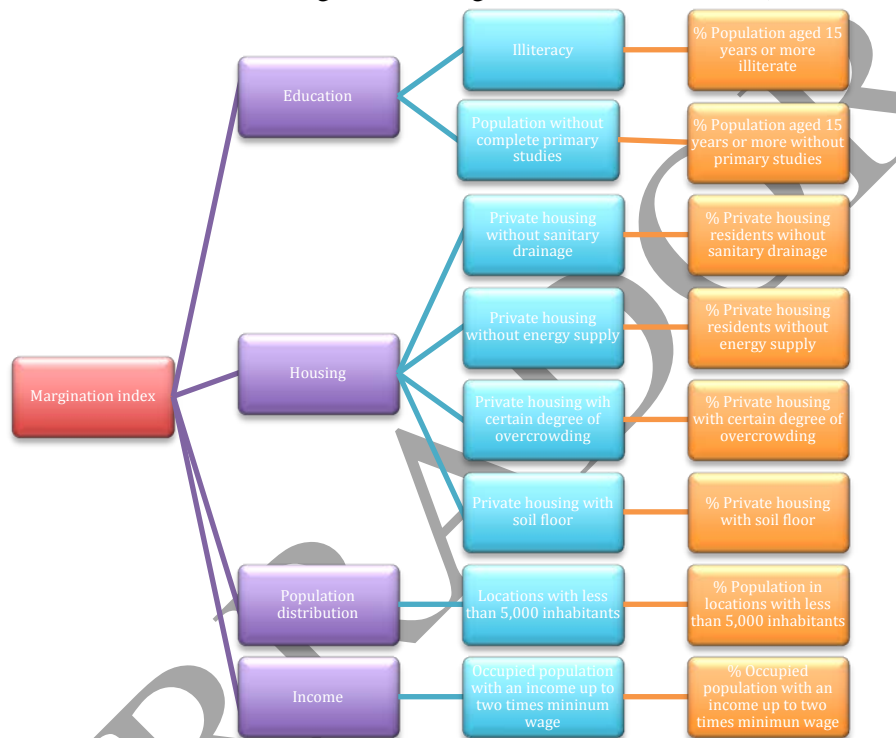 Illiteracy
% Population aged 15
years or more
illiterate
Education
Population without
complete primary
studies
% Population aged 15
years or more without
primary studies
Private housing
without sanitary
drainage
% Private housing
residents wihout
sanitary drainage
Private housing
without energy supply
% Private housing
residents without
energy supply
Margination index
Housing
Private housing wih
certain degree of
overcrowding
% Private housing
with certain degree of
overcrowding
Private housing with
soil floor
% Private housing
with soil floor
Population
distribution
Locations with less
than 5,000 inhabitants
% Population in
locations with less
than 5,000 inhabitants
Income
Occupied population
with an income up to
two times mininum
wage
% Occupied
population with an
income up to two
times minimun wage